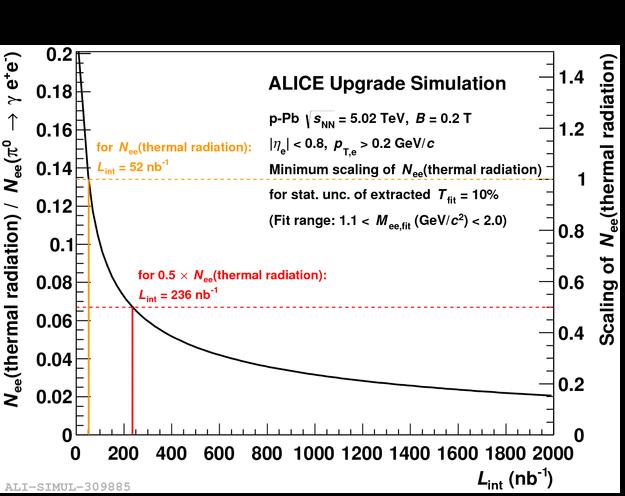 ALICE Upgrade Simulation
p-Pb √sNN = 5.02 TeV, B = 0.2 T
|ηe| < 0.8, pT,e > 0.2 GeV/c
Minimum scaling of Nee(thermal radiation)
for stat. unc. of extracted Tfit = 10%
(Fit range: 1.1 < Mee,fit (GeV/c²) < 2.0)
for Nee(thermal radiation):
Lint = 52 nb⁻¹
for 0.5 × Nee(thermal radiation):
Lint = 236 nb⁻¹
Nee(thermal radiation) / Nee(π⁰ → γ e⁺e⁻)
0.2
0.18
0.16
0.14
0.12
0.1
0.08
0.06
0.04
0.02
0
Scaling of Nee(thermal radiation)
1.4
1.2
1
0.8
0.6
0.4
0.2
0
0 200 400 600 800 1000 1200 1400 1600 1800 2000
Lint (nb⁻¹)
ALI-SIMUL-309885